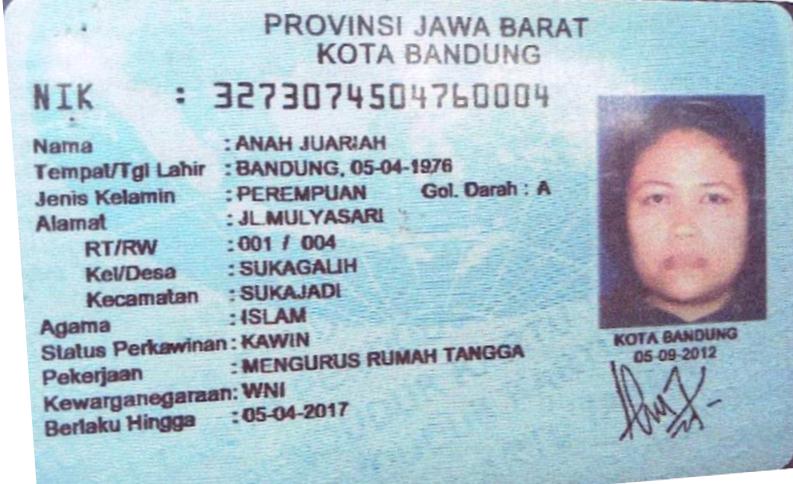 PROVINSI JAWA BARAT
KOTA BANDUNG
NIK : 3273074504760004
Nama : ANAH JUARIAH
Tempat/Tgl Lahir : BANDUNG, 05-04-1976
Jenis Kelamin : PEREMPUAN Gol. Darah : A
Alamat : JL.MULYASARI
RT/RW : 001 / 004
Kel/Desa : SUKAGALIH
Kecamatan : SUKAJADI
Agama : ISLAM
Status Perkawinan : KAWIN
Pekerjaan : MENGURUS RUMAH TANGGA
Kewarganegaraan: WNI
Berlaku Hingga : 05-04-2017
KOTA BANDUNG
05-09-2012